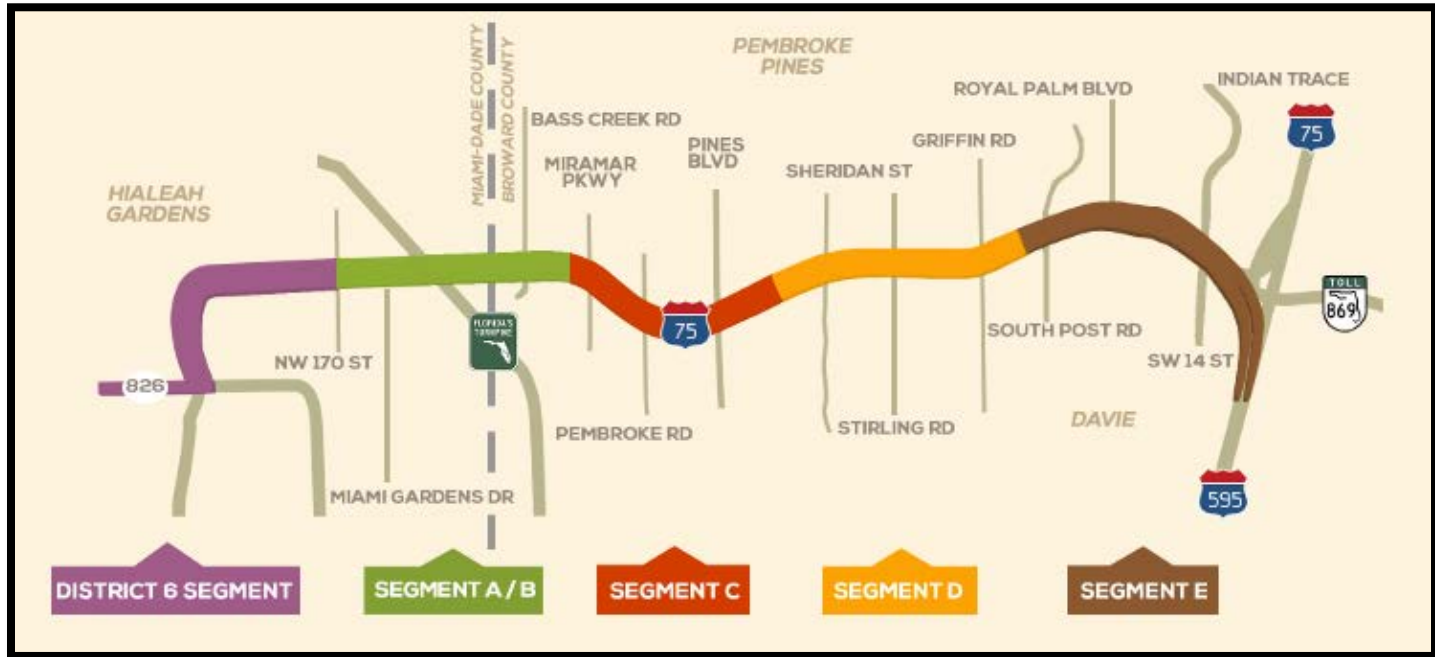 PEMBROKE
PINES
MIAMI-DADE COUNTY
BROWARD COUNTY
ROYAL PALM BLVD
INDIAN TRACE
75
BASS CREEK RD
GRIFFIN RD
PINES
BLVD
MIRAMAR
PKWY
SHERIDAN ST
HIALEAH
GARDENS
TOLL
869
FLORIDA'S
TURNPIKE
75
SOUTH POST RD
NW 170 ST
SW 14 ST
826
DAVIE
PEMBROKE RD
STIRLING RD
MIAMI GARDENS DR
595
DISTRICT 6 SEGMENT
SEGMENT A / B
SEGMENT C
SEGMENT D
SEGMENT E